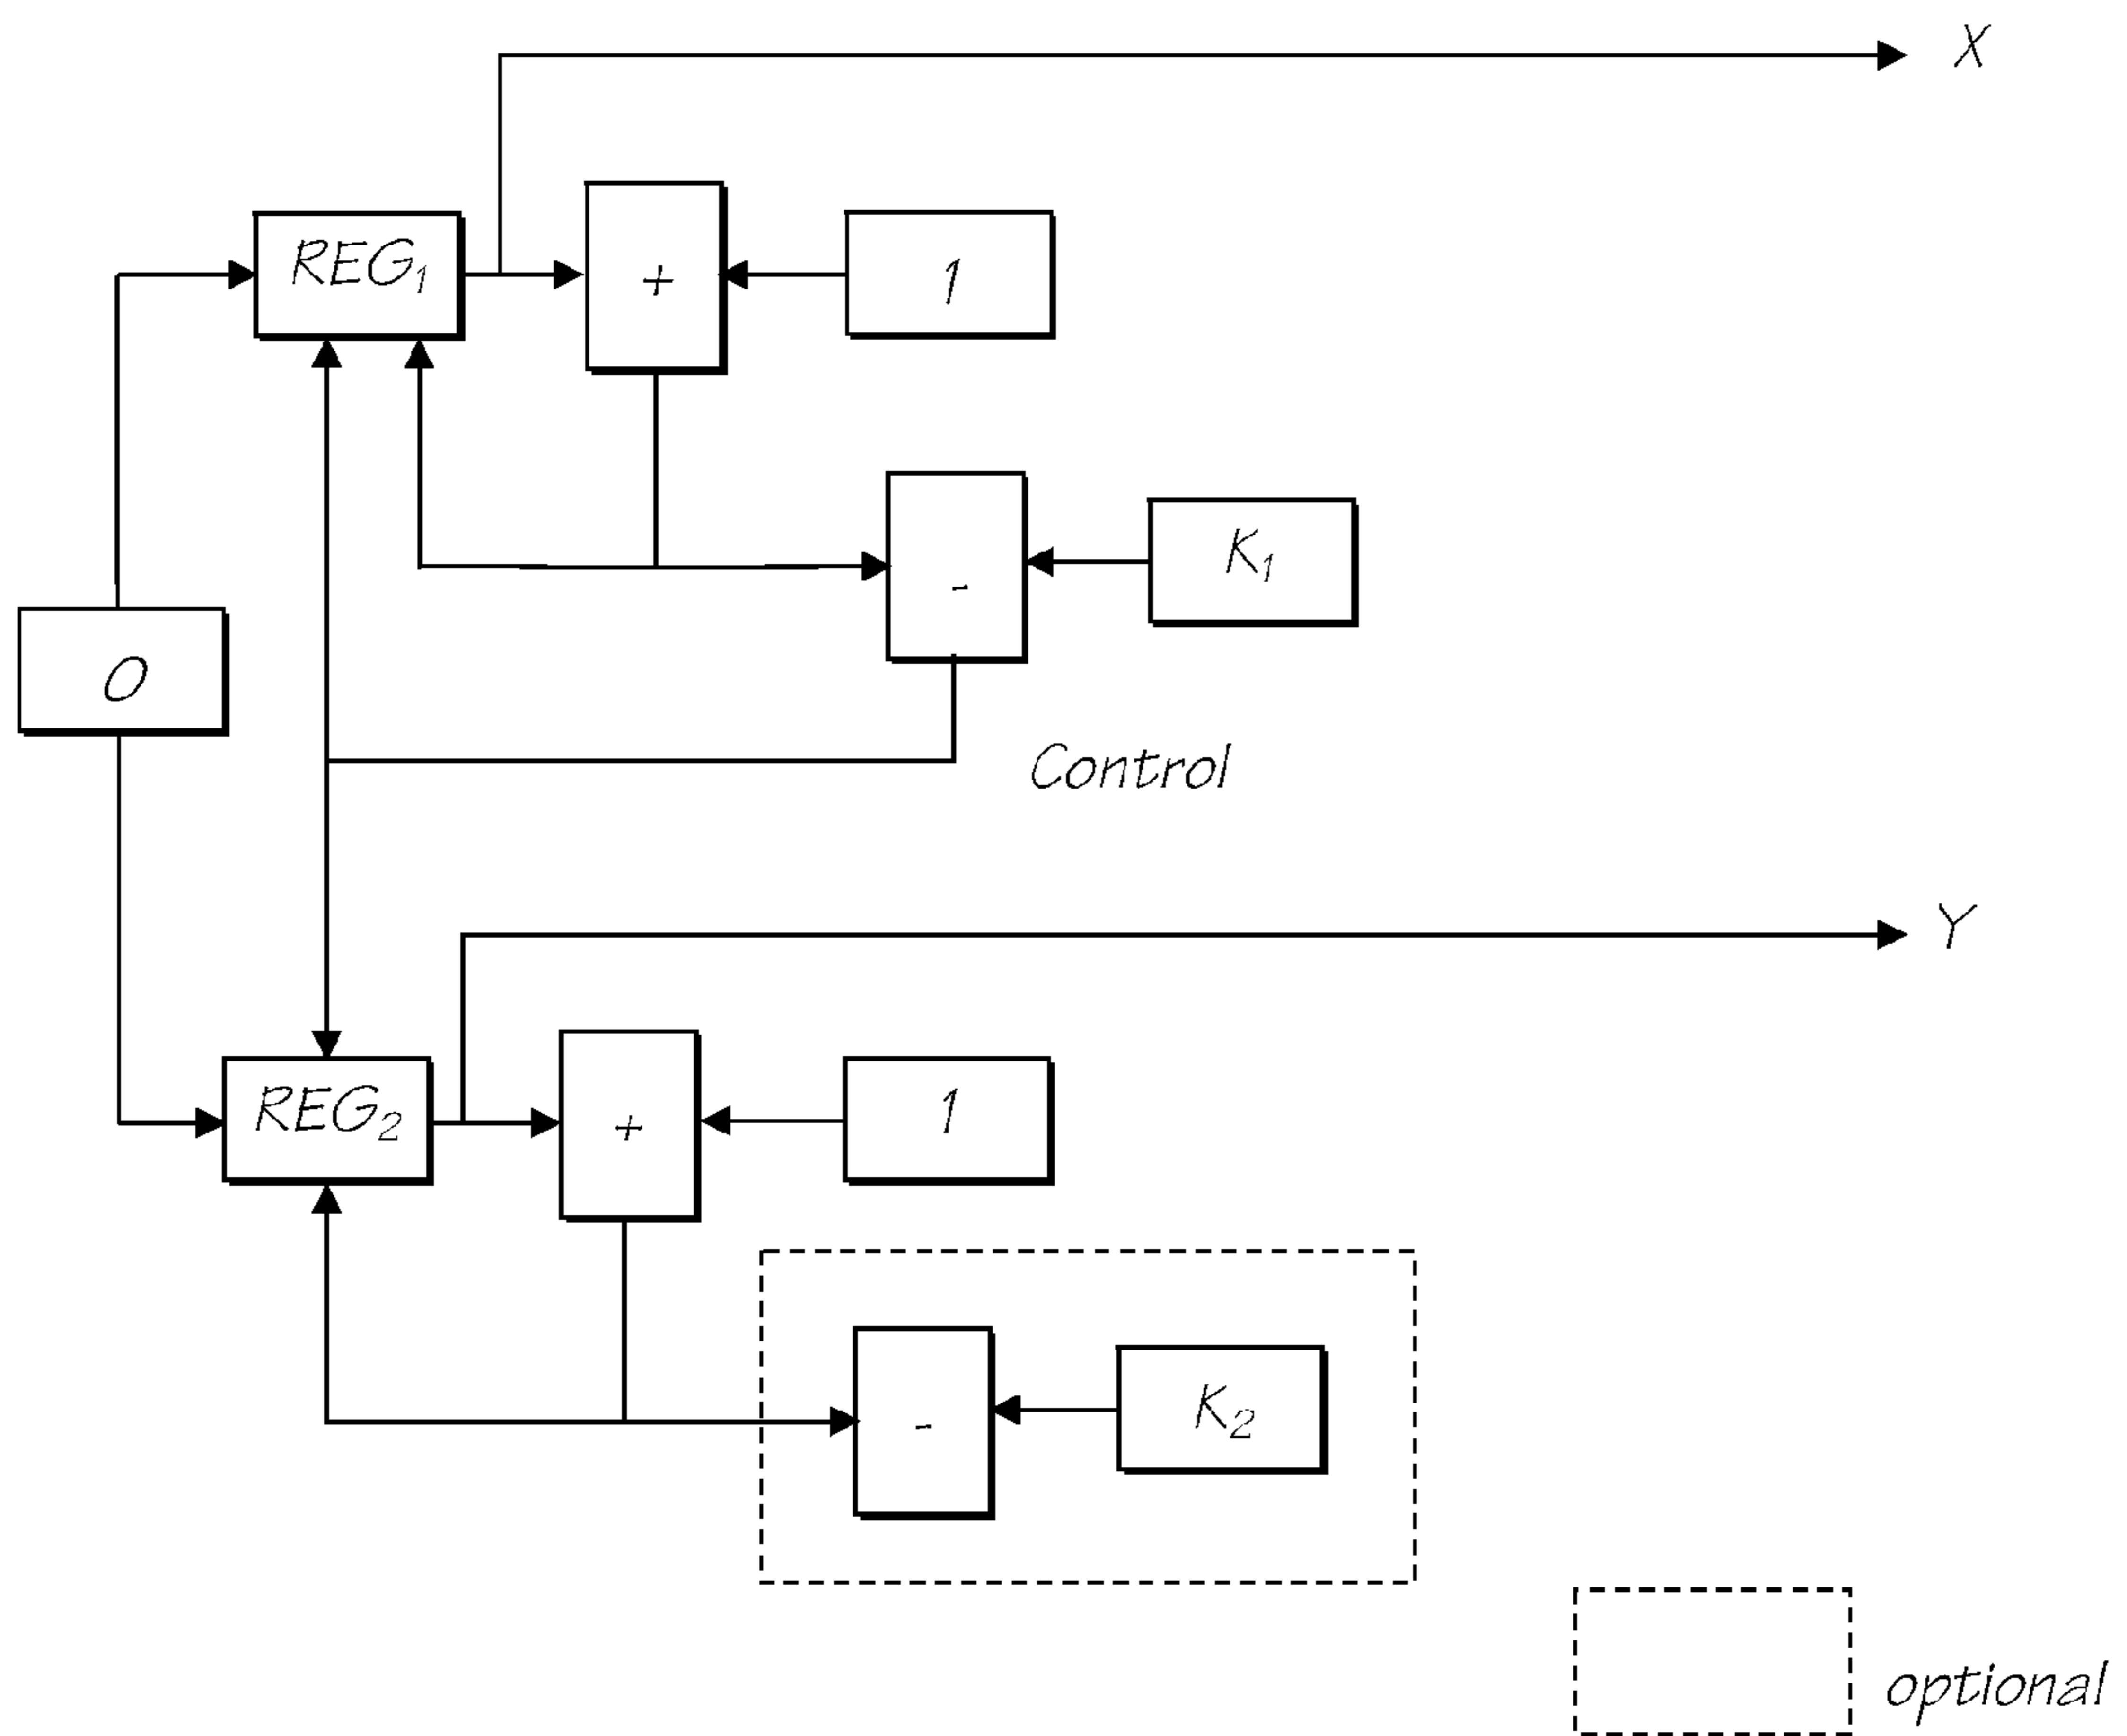 X
REG₁
+
1
K₁
-
0
Control
Y
REG₂
+
1
-
K₂
optional